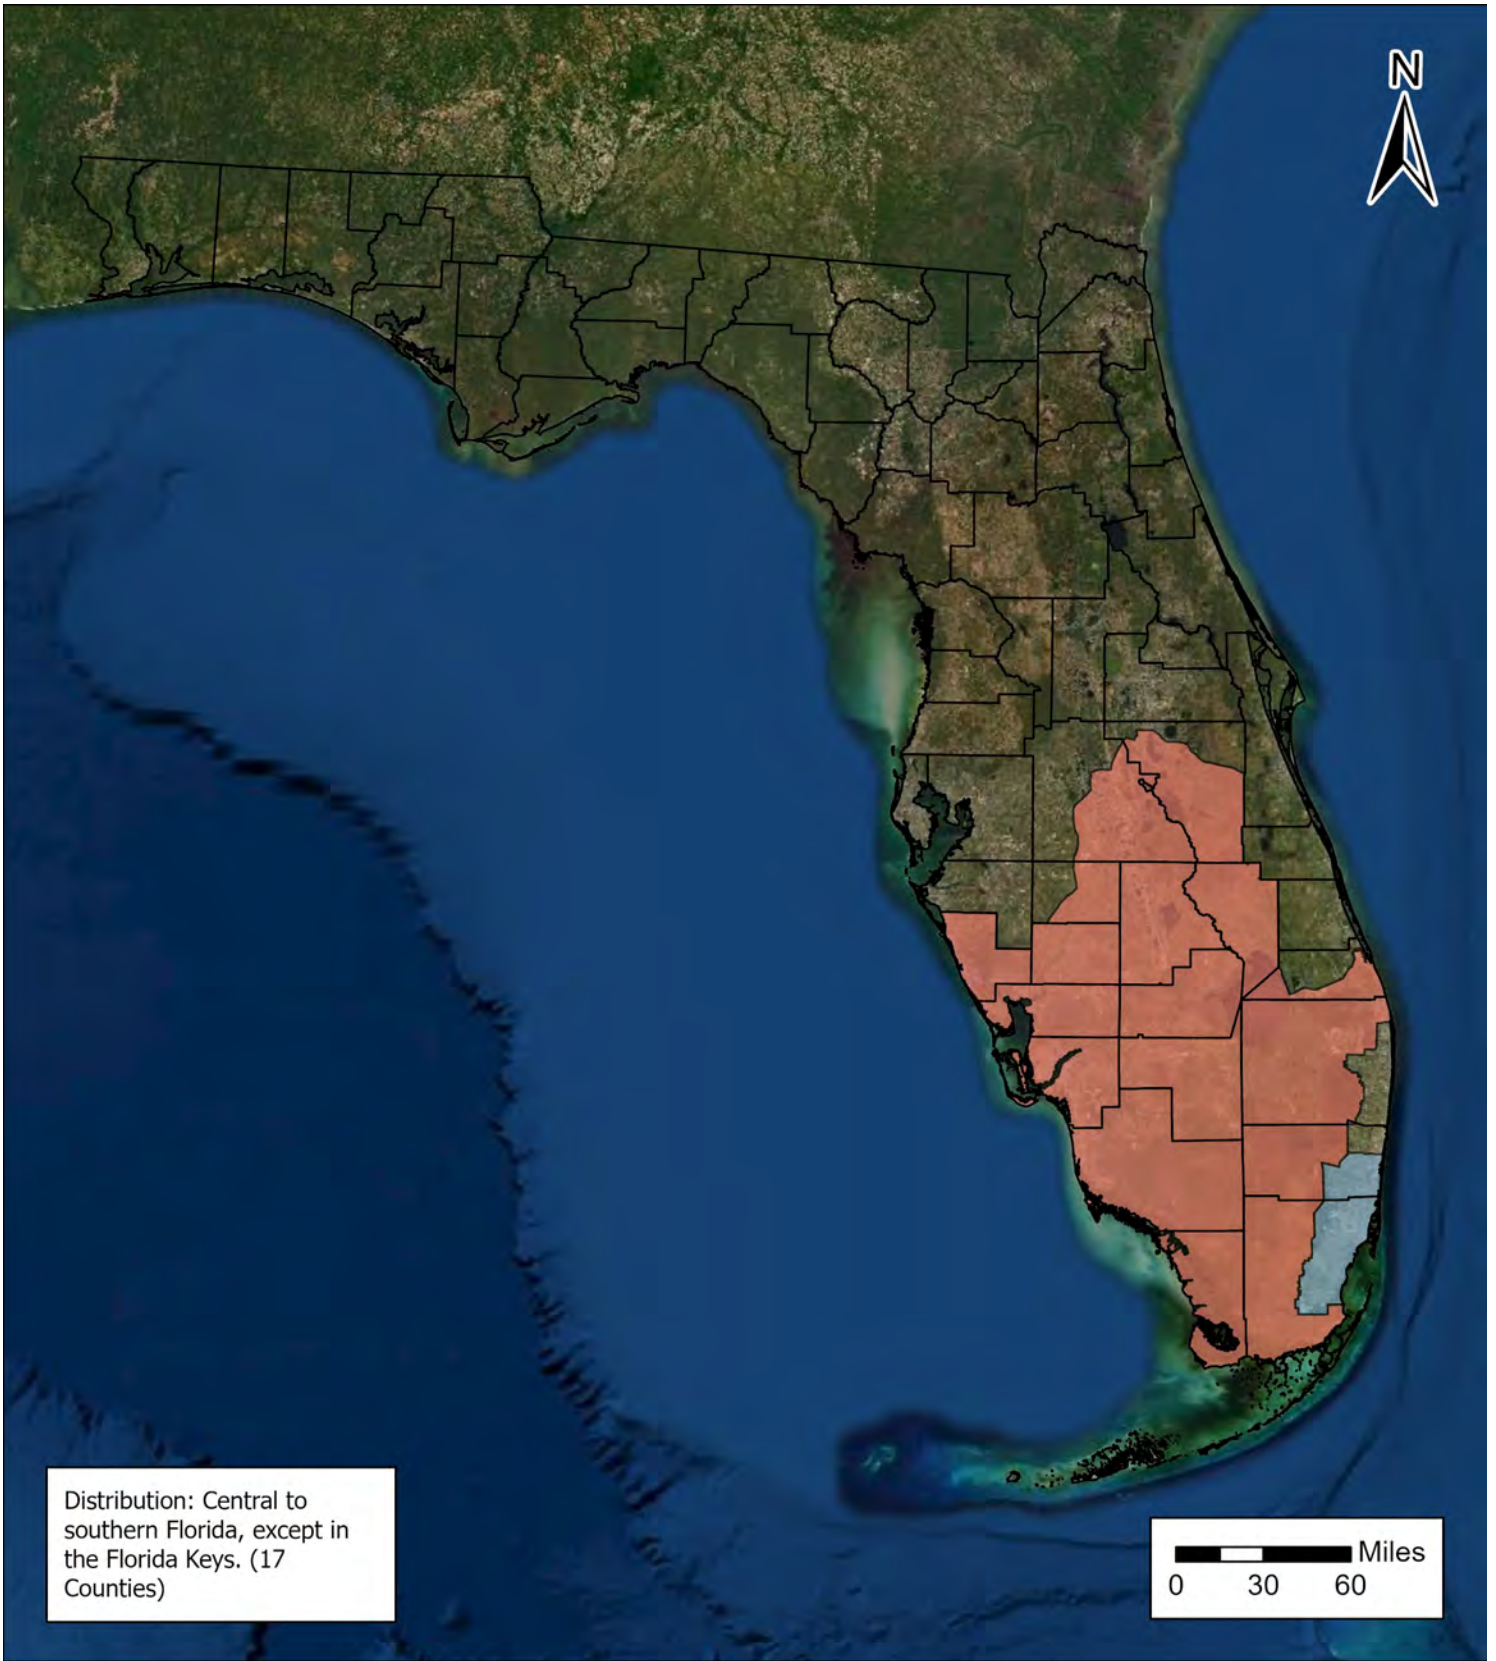 N
Distribution: Central to
southern Florida, except in
the Florida Keys. (17
Counties)
Miles
0 30 60